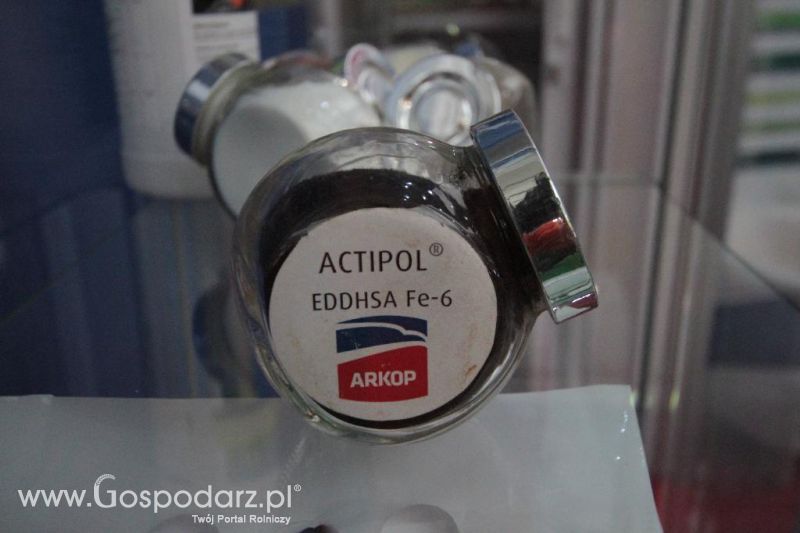 ACTIPOL®
EDDHSA Fe-6
ARKOP
www.Gospodarz.pl®
Twój Portal Rolniczy